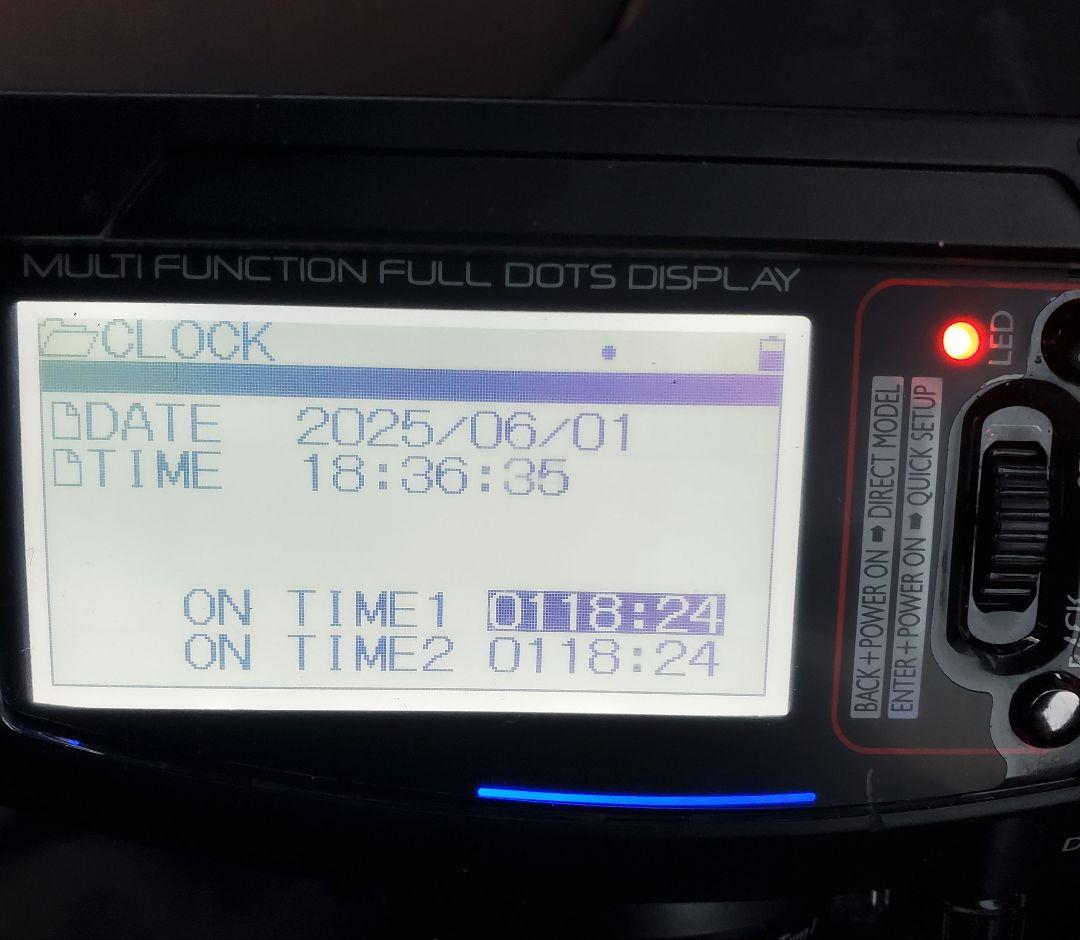 MULTI FUNCTION FULL DOTS DISPLAY
CLOCK
DATE 2025/06/01
TIME 18:36:35
ON TIME1 0118:24
ON TIME2 0118:24
LED
BACK+POWER ON ➡ DIRECT MODEL
ENTER+POWER ON ➡ QUICK SETUP